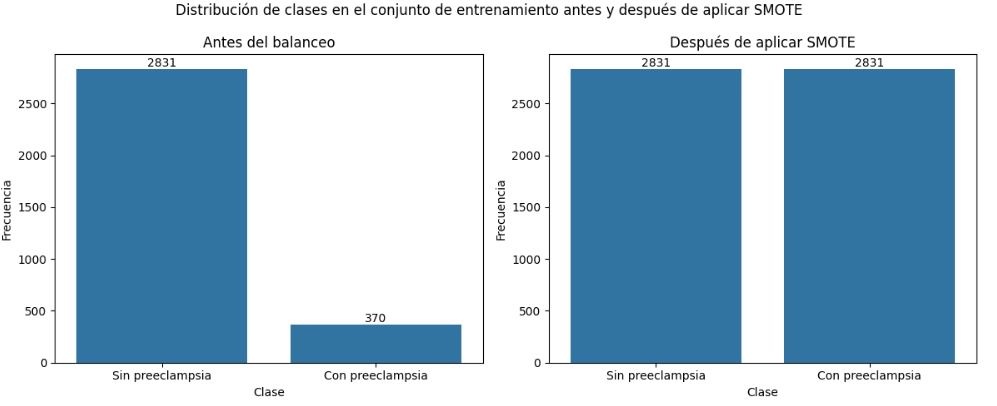 Distribución de clases en el conjunto de entrenamiento antes y después de aplicar SMOTE
Antes del balanceo
2831
370
2500
2000
1500
1000
500
0
Frecuencia
Sin preeclampsia
Con preeclampsia
Clase
Después de aplicar SMOTE
2831
2831
2500
2000
1500
1000
500
0
Frecuencia
Sin preeclampsia
Con preeclampsia
Clase